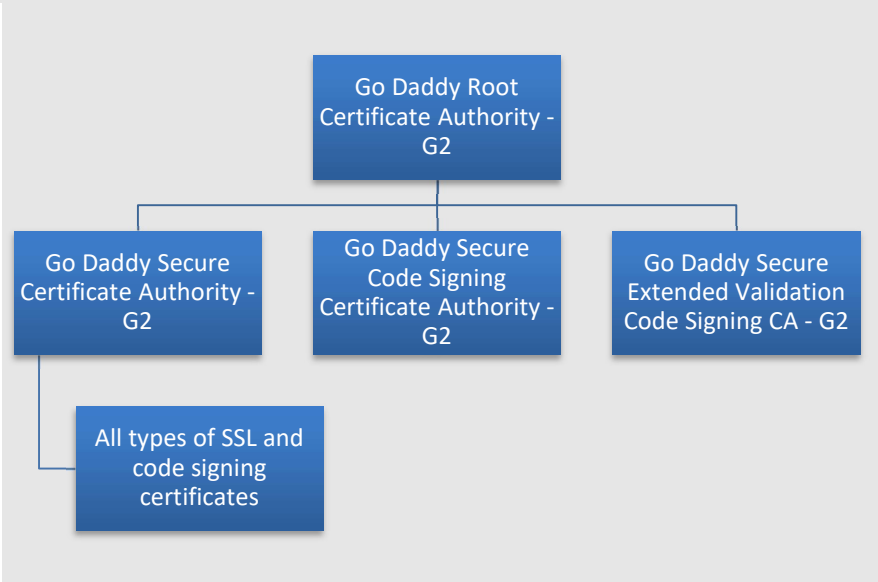 Go Daddy Root
Certificate Authority -
G2
Go Daddy Secure
Certificate Authority -
G2
Go Daddy Secure
Code Signing
Certificate Authority -
G2
Go Daddy Secure
Extended Validation
Code Signing CA - G2
All types of SSL and
code signing
certificates